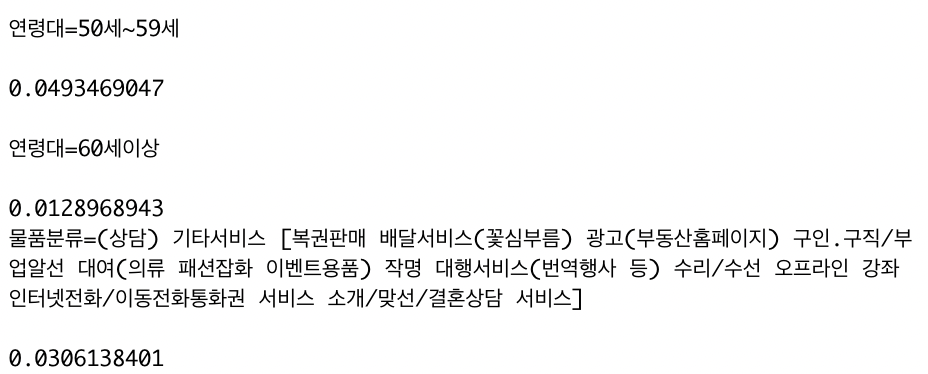 연령대=50세~59세
0.0493469047
연령대=60세이상
0.0128968943
물품분류=(상담) 기타서비스 [복권판매 배달서비스(꽃심부름) 광고(부동산홈페이지) 구인.구직/부
업알선 대여(의류 패션잡화 이벤트용품) 작명 대행서비스(번역행사 등) 수리/수선 오프라인 강좌
인터넷전화/이동전화통화권 서비스 소개/맞선/결혼상담 서비스]
0.0306138401